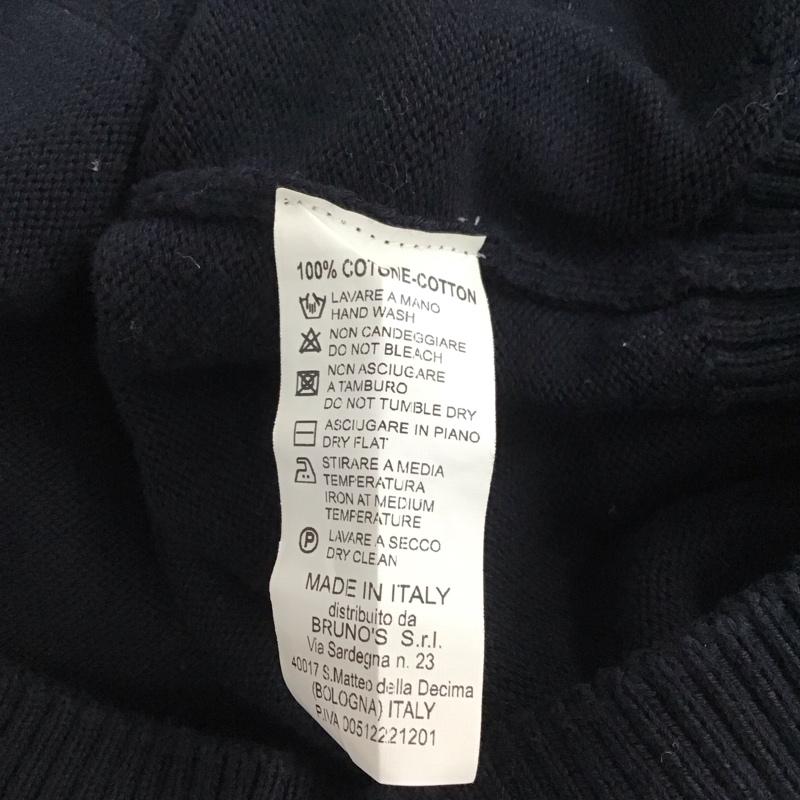 100% COTONE-COTTON
LAVARE A MANO
HAND WASH
NON CANDEGGIARE
DO NOT BLEACH
NON ASCIUGARE
A TAMBURO
DO NOT TUMBLE DRY
ASCIUGARE IN PIANO
DRY FLAT
STIRARE A MEDIA
TEMPERATURA
IRON AT MEDIUM
TEMPERATURE
P
LAVARE A SECCO
DRY CLEAN
MADE IN ITALY
distribuito da
BRUNO'S S.r.l.
Via Sardegna n. 23
40017 S.Matteo della Decima
(BOLOGNA) ITALY
P.IVA 00512221201